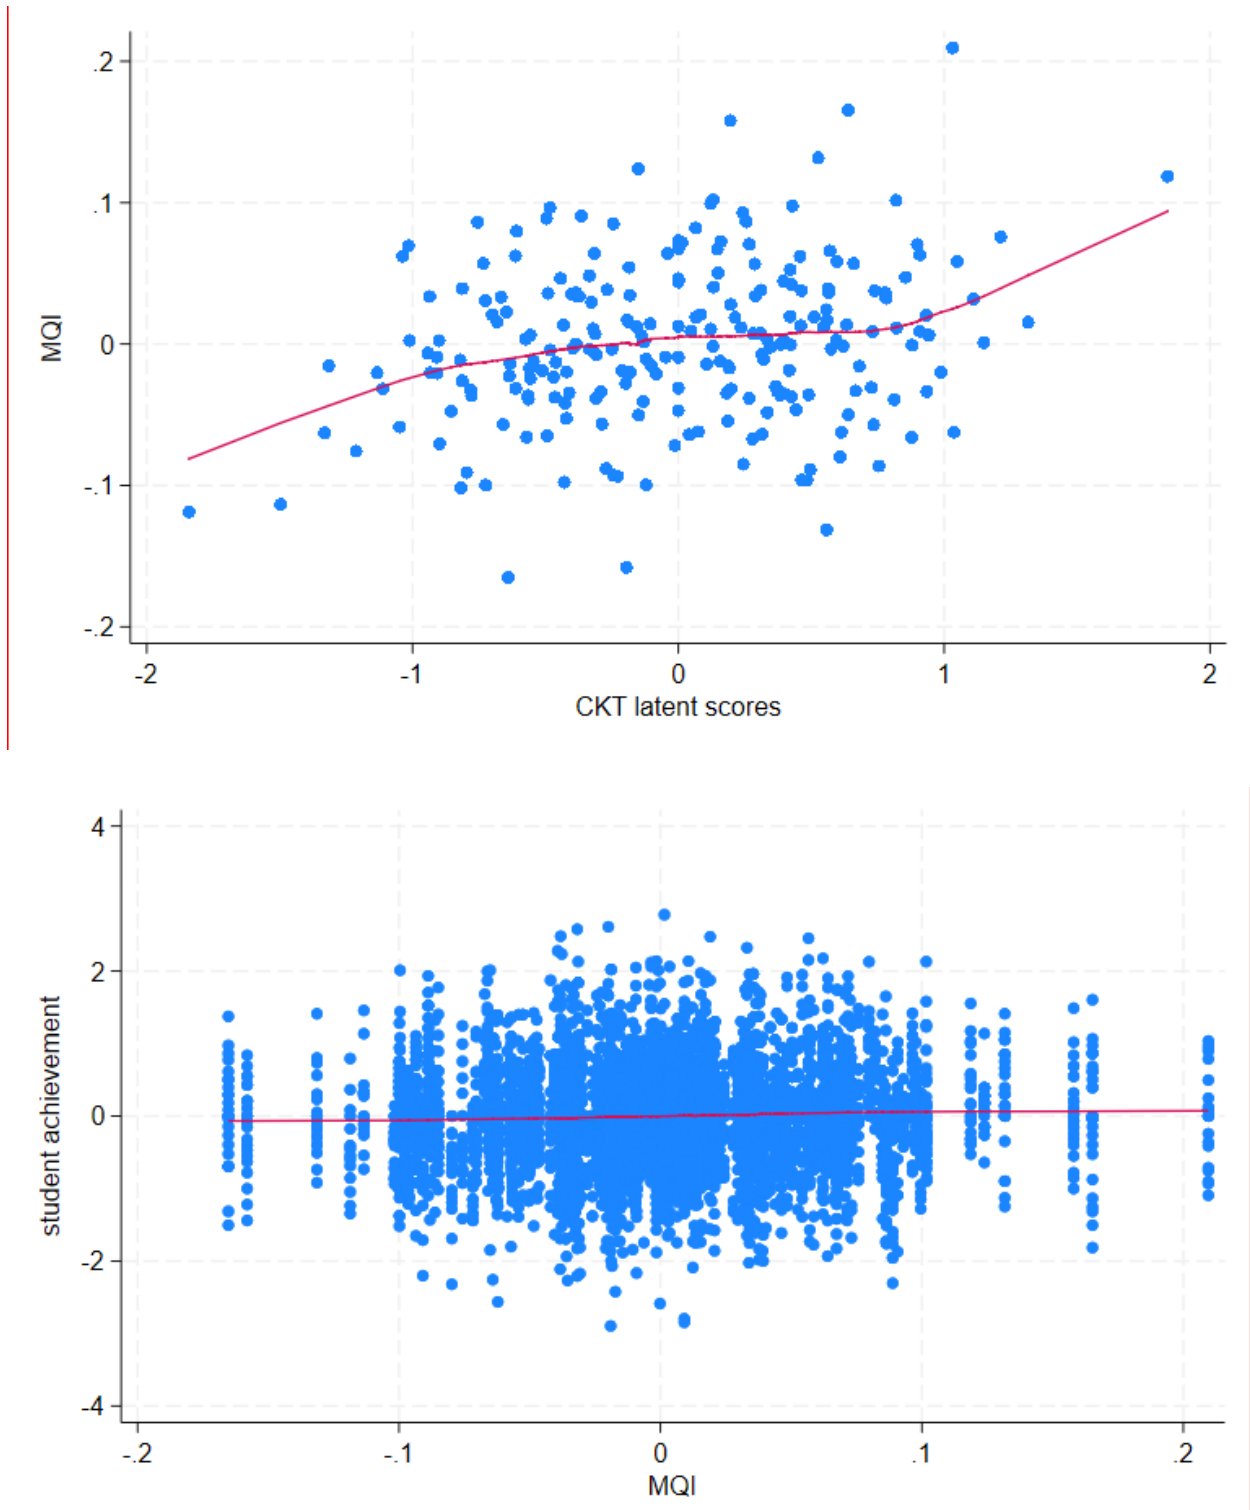 .2
.1
0
-.1
-.2
MQI
-2 -1 0 1 2
CKT latent scores
4
2
0
-2
-4
student achievement
-.2 -.1 0 .1 .2
MQI